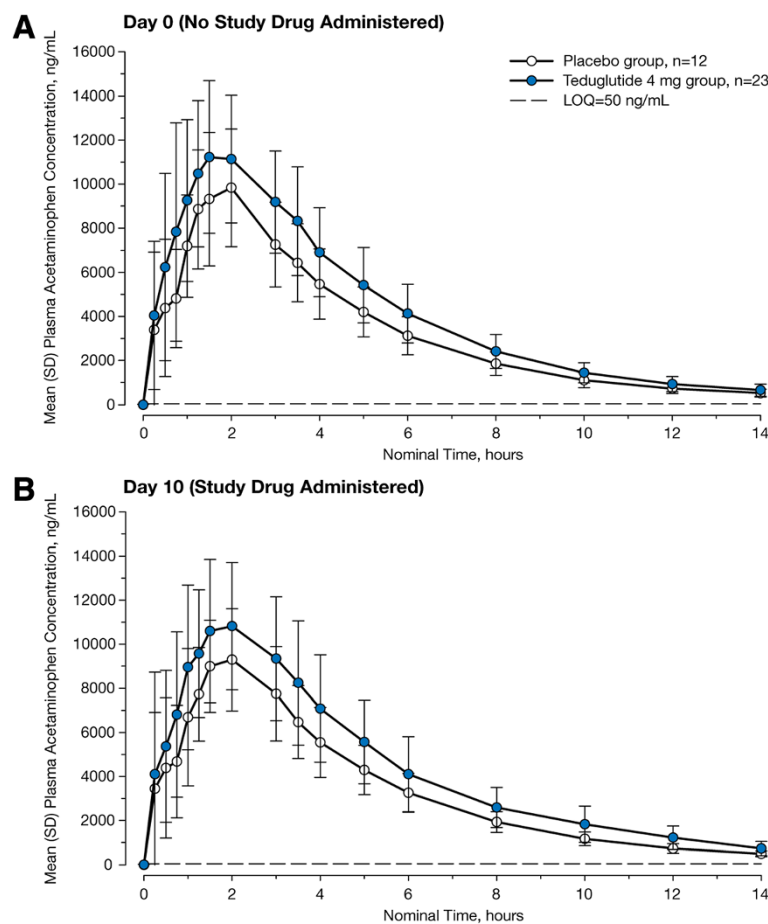 A
Day 0 (No Study Drug Administered)
Mean (SD) Plasma Acetaminophen Concentration, ng/mL
16000
14000
12000
10000
8000
6000
4000
2000
0
Placebo group, n=12
Teduglutide 4 mg group, n=23
LOQ=50 ng/mL
0 2 4 6 8 10 12 14
Nominal Time, hours
B
Day 10 (Study Drug Administered)
Mean (SD) Plasma Acetaminophen Concentration, ng/mL
16000
14000
12000
10000
8000
6000
4000
2000
0
0 2 4 6 8 10 12 14
Nominal Time, hours